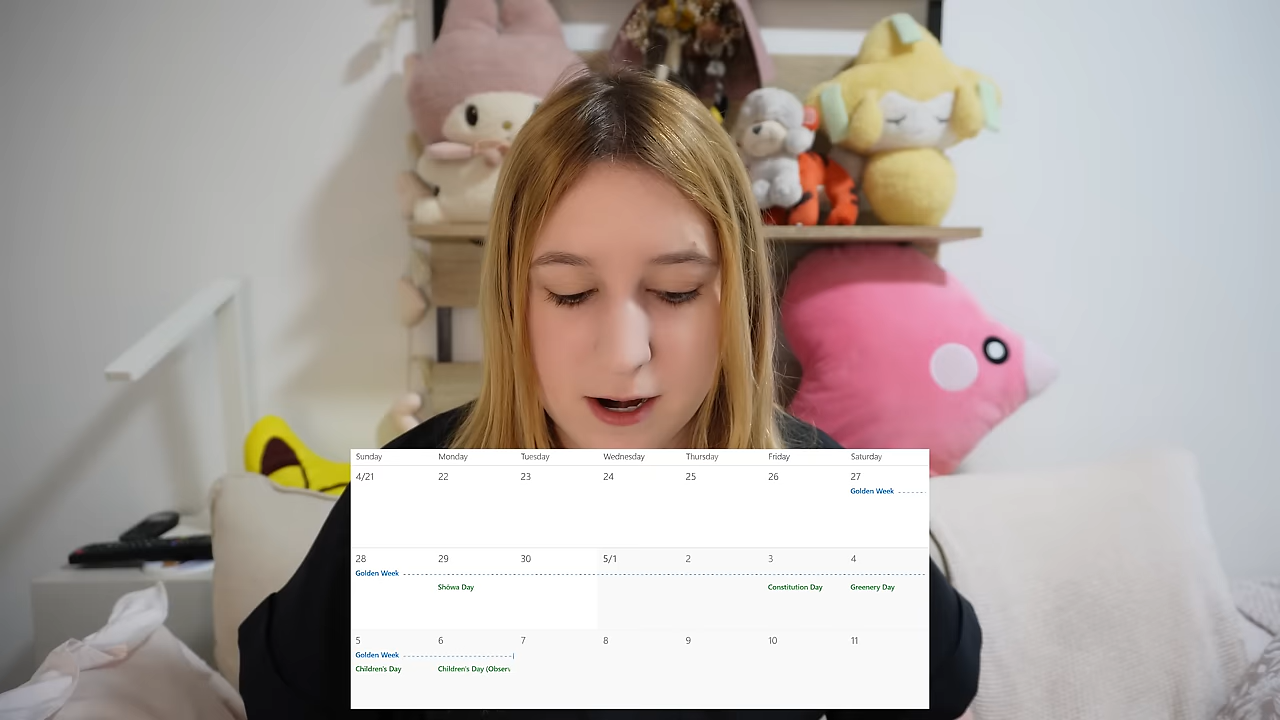 Sunday Monday Tuesday Wednesday Thursday Friday Saturday
4/21 22 23 24 25 26 27
Golden Week
28 29 30 5/1 2 3 4
Golden Week
Shōwa Day Constitution Day Greenery Day
5 6 7 8 9 10 11
Golden Week
Children's Day Children's Day (Observ